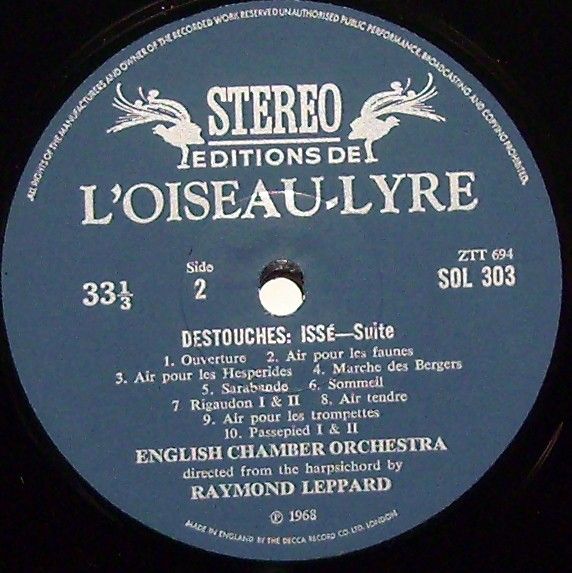 ALL RIGHTS OF THE MANUFACTURERS AND OWNER OF THE RECORDED WORK RESERVED UNAUTHORISED PUBLIC PERFORMANCE, BROADCASTING AND COPYING PROHIBITED.
STEREO
EDITIONS DE
L'OISEAU-LYRE
ZTT 694
SOL 303
Side
2
33 1/3
DESTOUCHES: ISSÉ—Suite
1. Ouverture 2. Air pour les faunes
3. Air pour les Hesperides 4. Marche des Bergers
5. Sarabande 6. Sommeil
7 Rigaudon I & II 8. Air tendre
9. Air pour les trompettes
10. Passepied I & II
ENGLISH CHAMBER ORCHESTRA
directed from the harpsichord by
RAYMOND LEPPARD
℗ 1968
MADE IN ENGLAND BY THE DECCA RECORD CO. LTD. LONDON